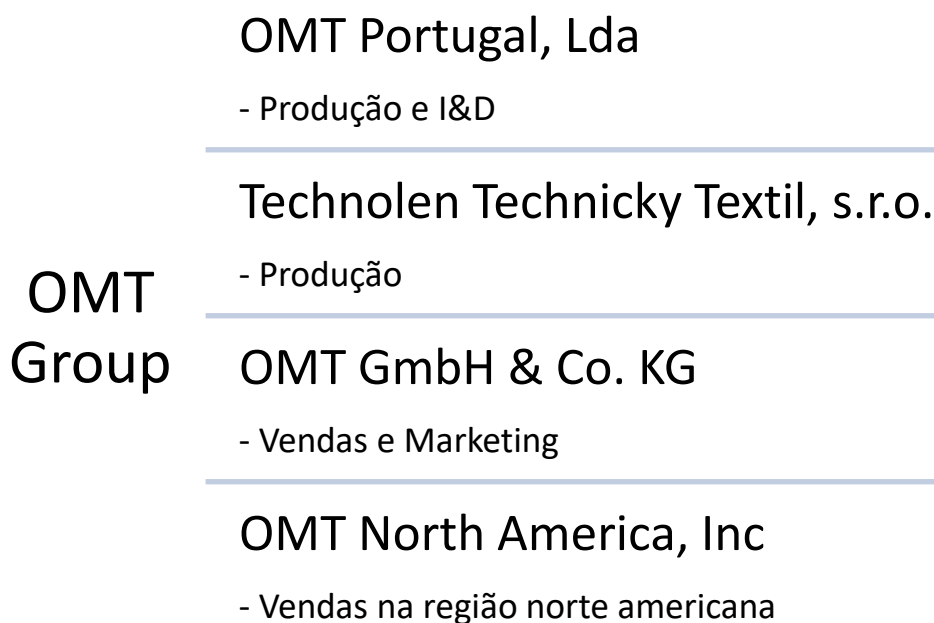 OMT
Group
OMT Portugal, Lda
- Produção e I&D
Technolen Technicky Textil, s.r.o.
- Produção
OMT GmbH & Co. KG
- Vendas e Marketing
OMT North America, Inc
- Vendas na região norte americana